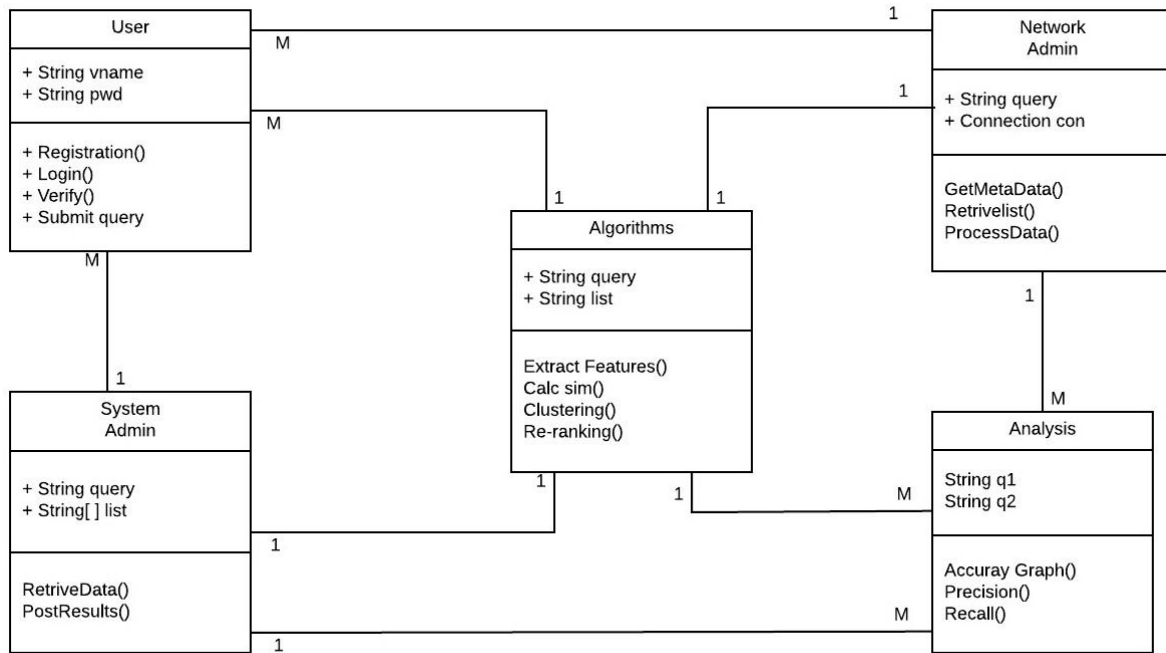 User
+ String vname
+ String pwd
+ Registration()
+ Login()
+ Verify()
+ Submit query
M
1
Network
Admin
+ String query
+ Connection con
GetMetaData()
Retrivelist()
ProcessData()
M
1
1
1
Algorithms
+ String query
+ String list
Extract Features()
Calc sim()
Clustering()
Re-ranking()
M
1
System
Admin
+ String query
+ String[ ] list
RetriveData()
PostResults()
1
M
Analysis
String q1
String q2
Accuray Graph()
Precision()
Recall()
1
1
1
M
1
M